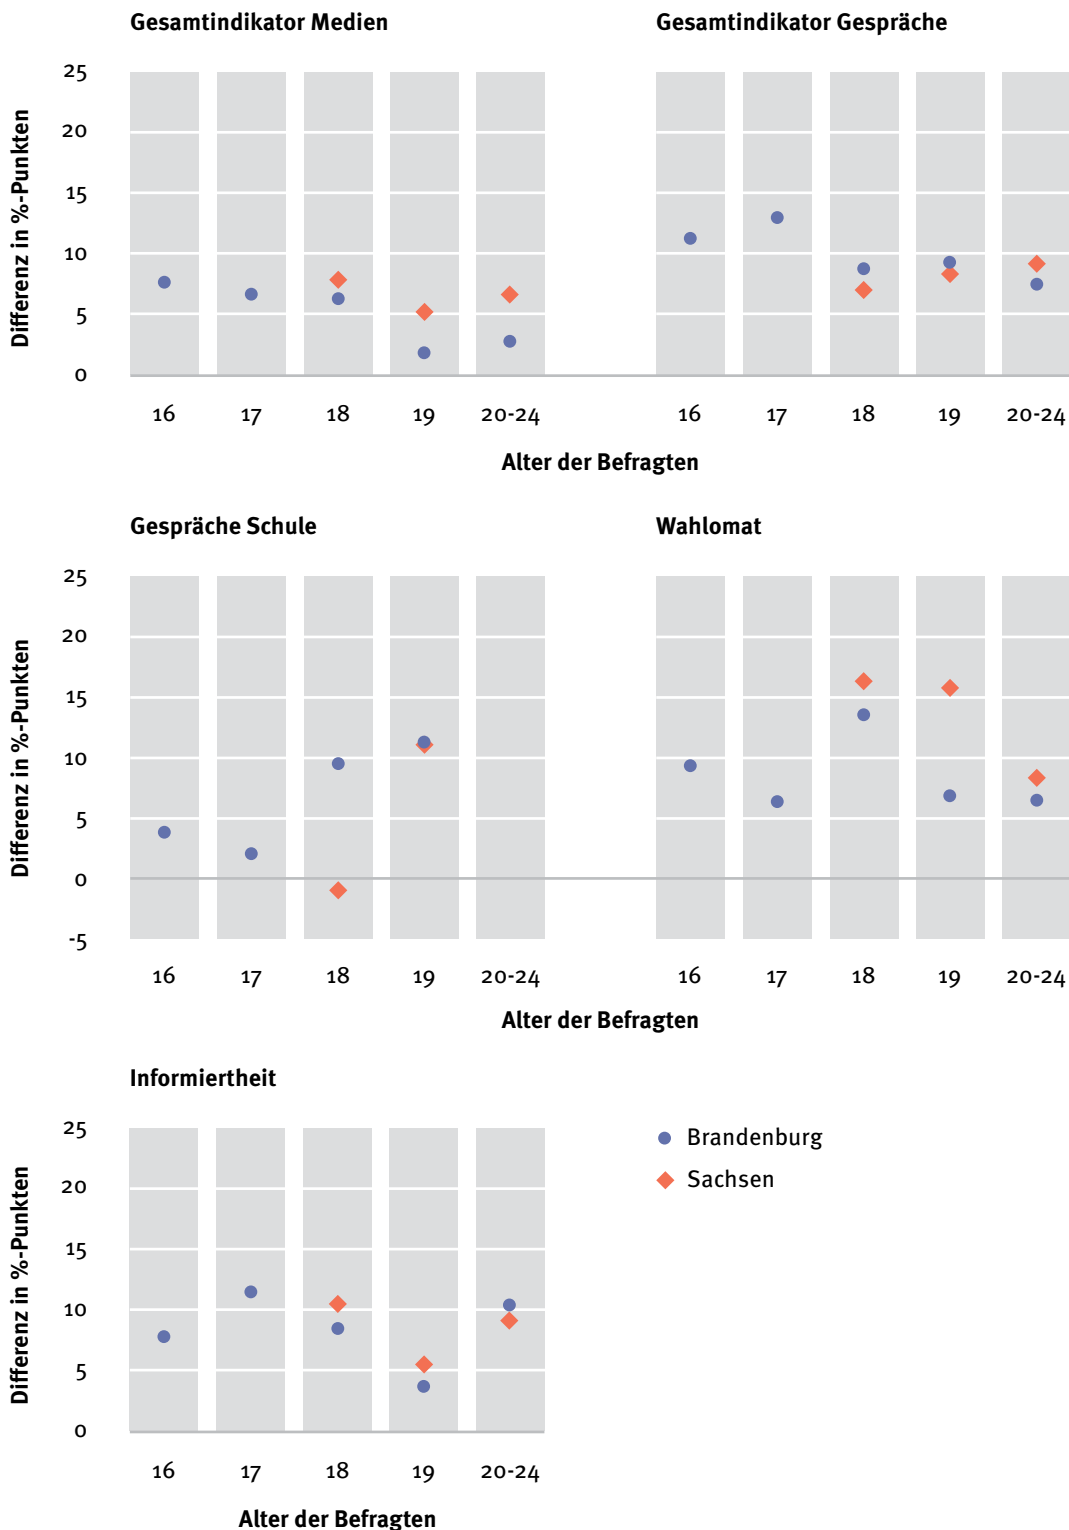 Gesamtindikator Medien
Gesamtindikator Gespräche
Differenz in %-Punkten
25
20
15
10
5
0
16 17 18 19 20-24
16 17 18 19 20-24
Alter der Befragten
Gespräche Schule
Wahlomat
Differenz in %-Punkten
25
20
15
10
5
0
-5
16 17 18 19 20-24
16 17 18 19 20-24
Alter der Befragten
Informiertheit
Differenz in %-Punkten
25
20
15
10
5
0
16 17 18 19 20-24
Alter der Befragten
Brandenburg
Sachsen